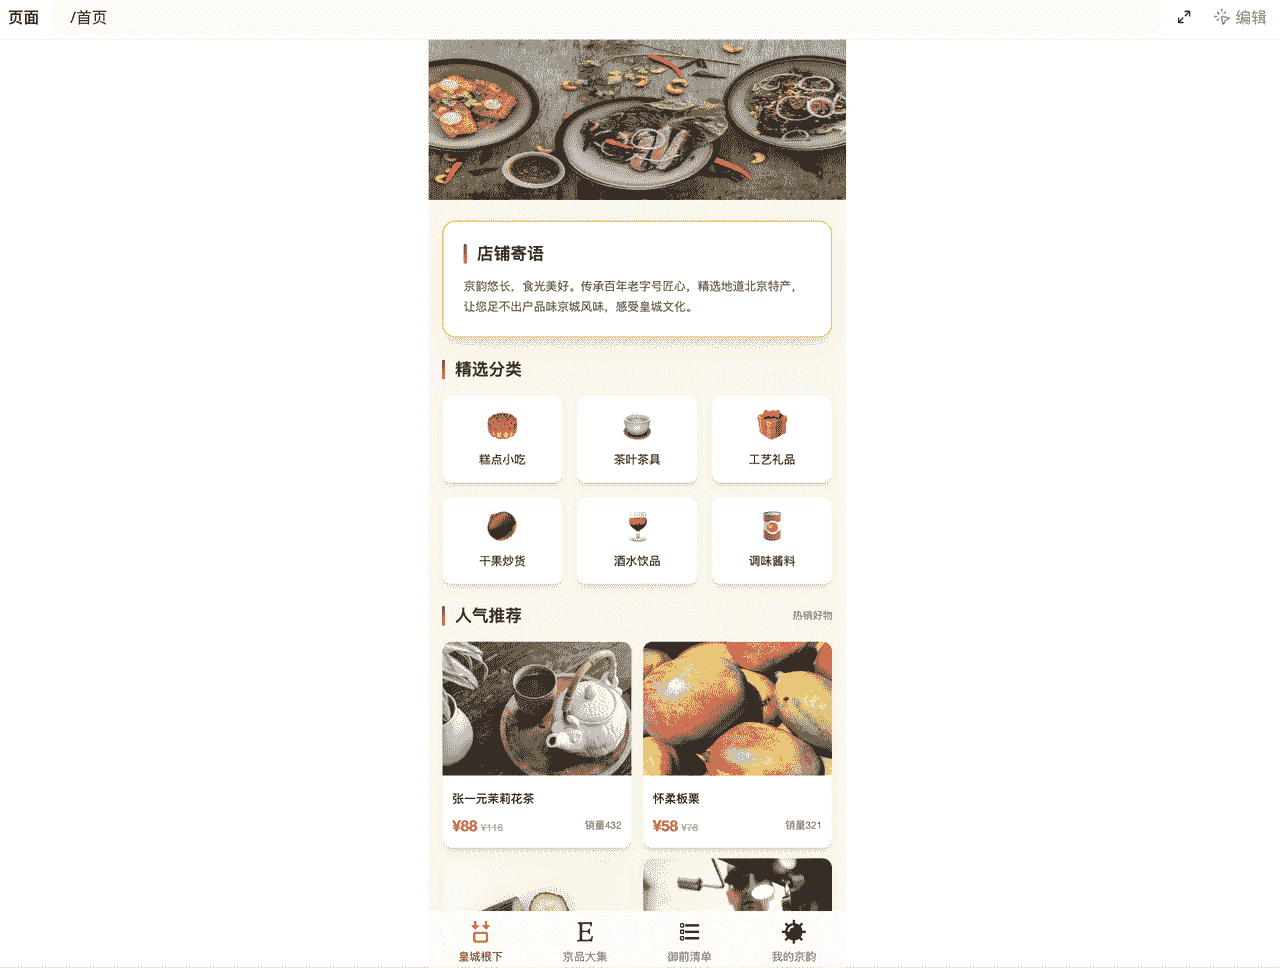 页面
/首页
编辑
店铺寄语
京韵悠长，食光美好。传承百年老字号匠心，精选地道北京特产，
让您足不出户品味京城风味，感受皇城文化。
精选分类
糕点小吃
茶叶茶具
工艺礼品
干果炒货
酒水饮品
调味酱料
人气推荐
热销好物
张一元茉莉花茶
¥88 ¥118 销量432
怀柔板栗
¥58 ¥78 销量321
皇城根下
京品大集
御前清单
我的京韵